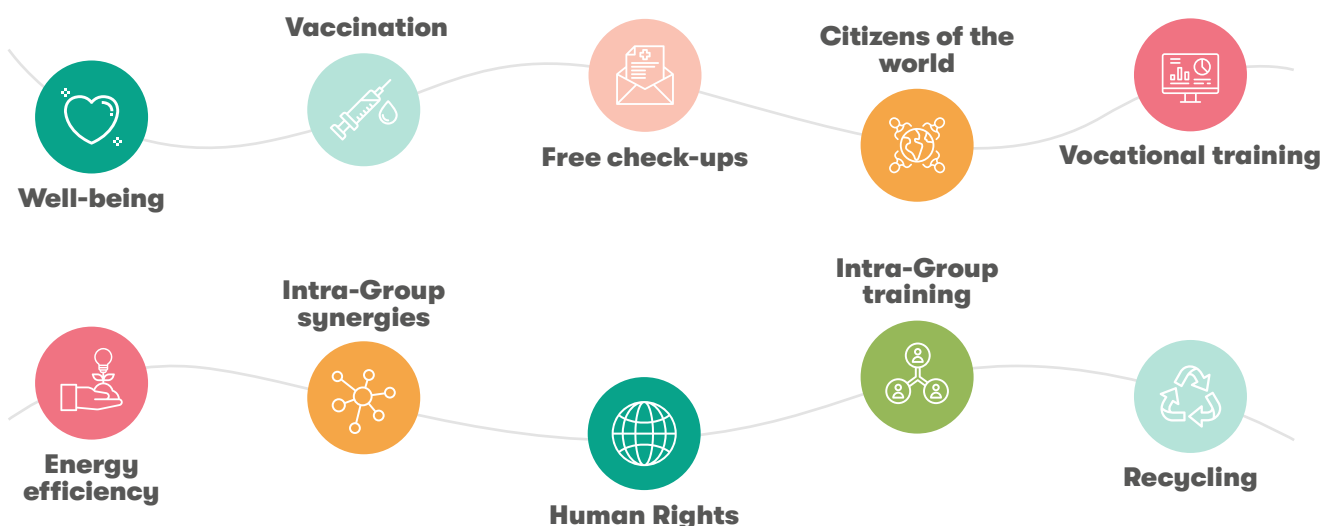 Well-being
Vaccination
Free check-ups
Citizens of the
world
Vocational training
Energy
efficiency
Intra-Group
synergies
Human Rights
Intra-Group
training
Recycling